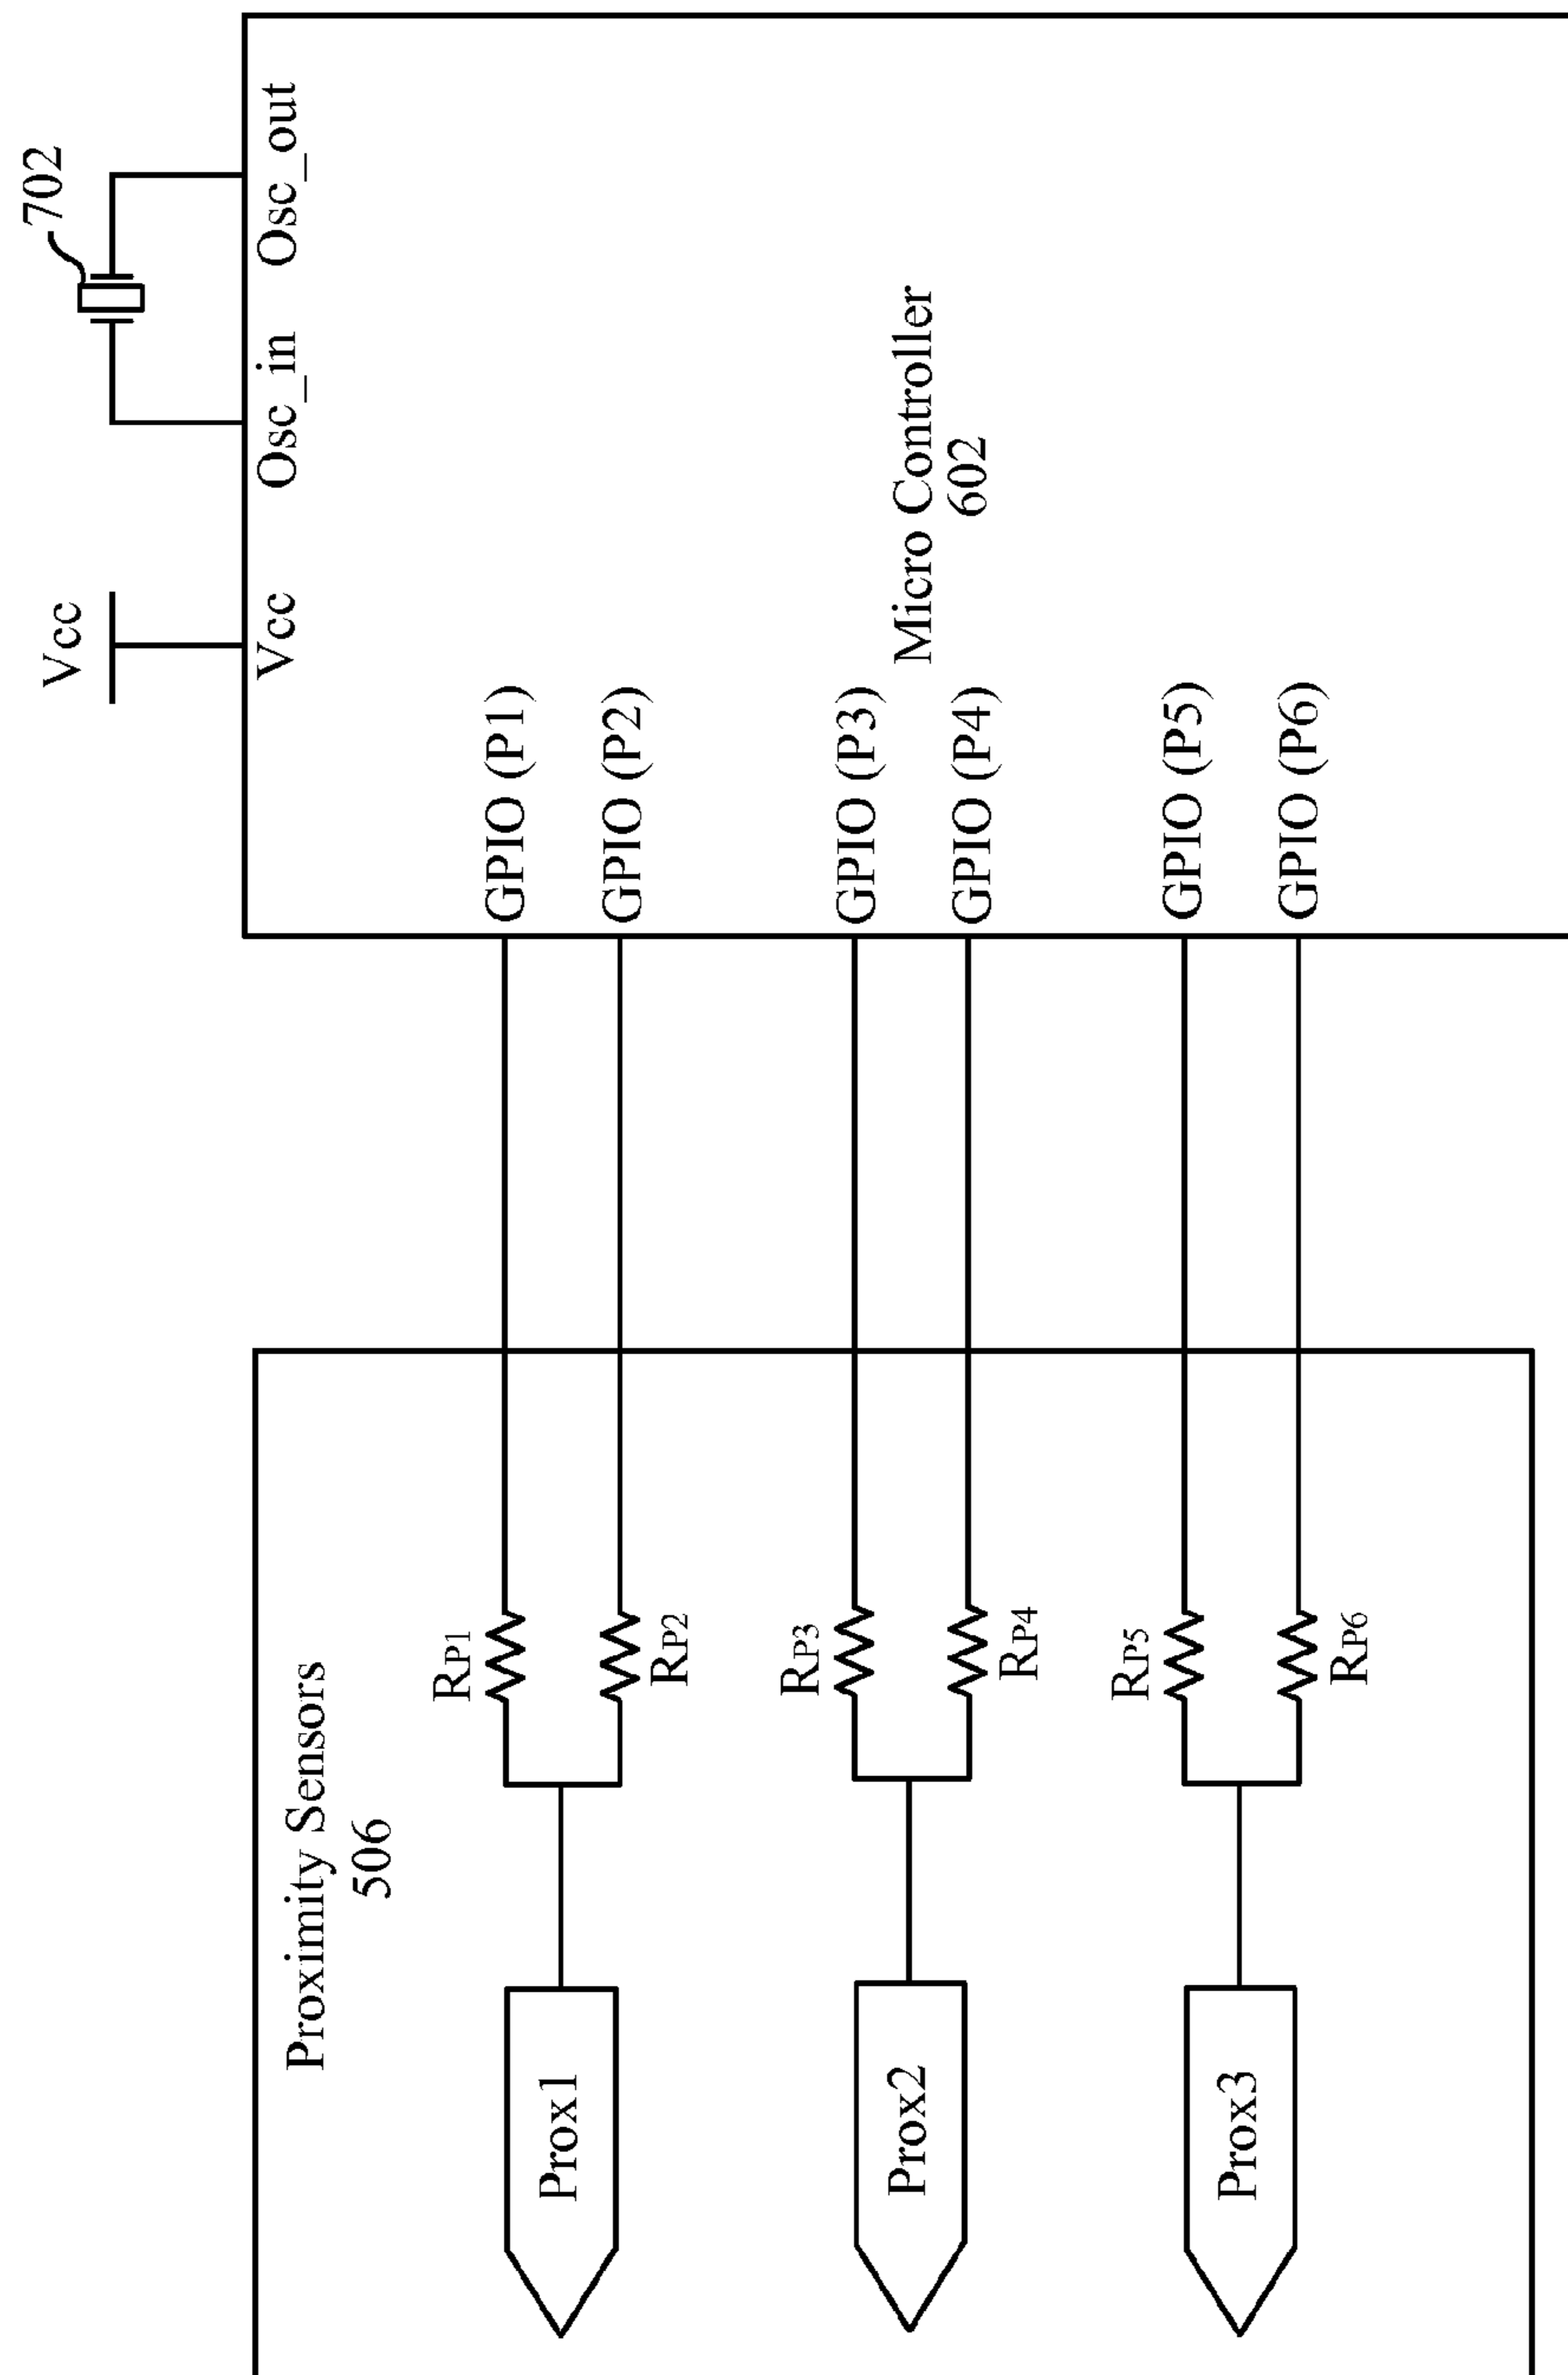 702
Vcc
Vcc
Osc_in
Osc_out
Micro Controller
602
GPIO (P1)
GPIO (P2)
GPIO (P3)
GPIO (P4)
GPIO (P5)
GPIO (P6)
Proximity Sensors
506
RP1
RP2
RP3
RP4
RP5
RP6
Prox1
Prox2
Prox3